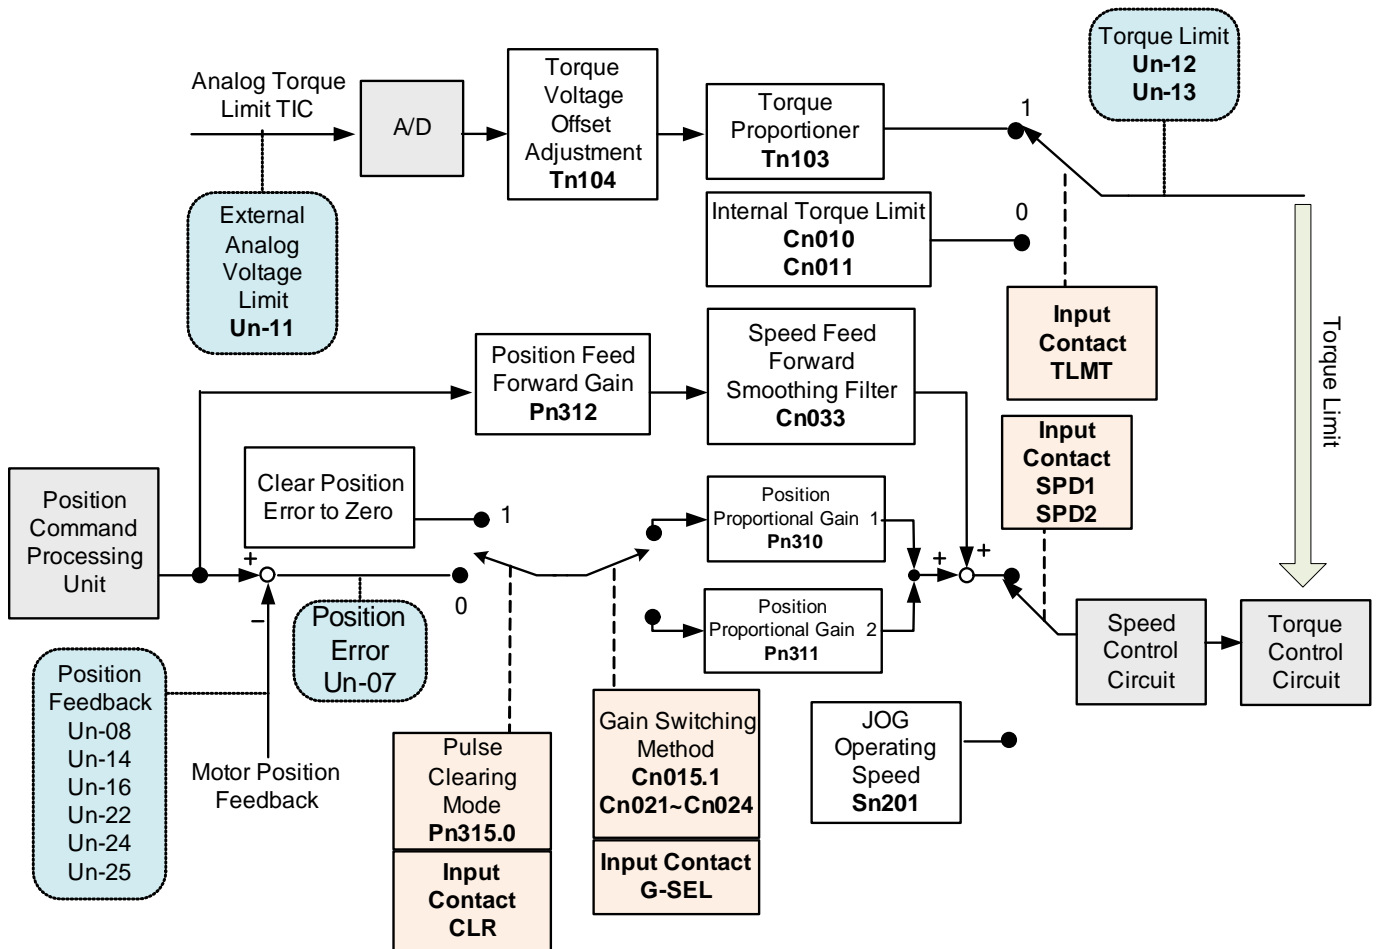 Analog Torque
Limit TIC
A/D
Torque
Voltage
Offset
Adjustment
Tn104
Torque
Proportioner
Tn103
1
Torque Limit
Un-12
Un-13
External
Analog
Voltage
Limit
Un-11
Internal Torque Limit
Cn010
Cn011
0
Input
Contact
TLMT
Torque Limit
Position Feed
Forward Gain
Pn312
Speed Feed
Forward
Smoothing Filter
Cn033
Input
Contact
SPD1
SPD2
Position
Command
Processing
Unit
Clear Position
Error to Zero
1
0
+
−
Position
Error
Un-07
Position
Proportional Gain 1
Pn310
Position
Proportional Gain 2
Pn311
+
+
Speed
Control
Circuit
Torque
Control
Circuit
Position
Feedback
Un-08
Un-14
Un-16
Un-22
Un-24
Un-25
Motor Position
Feedback
Pulse
Clearing
Mode
Pn315.0
Input
Contact
CLR
Gain Switching
Method
Cn015.1
Cn021~Cn024
Input Contact
G-SEL
JOG
Operating
Speed
Sn201